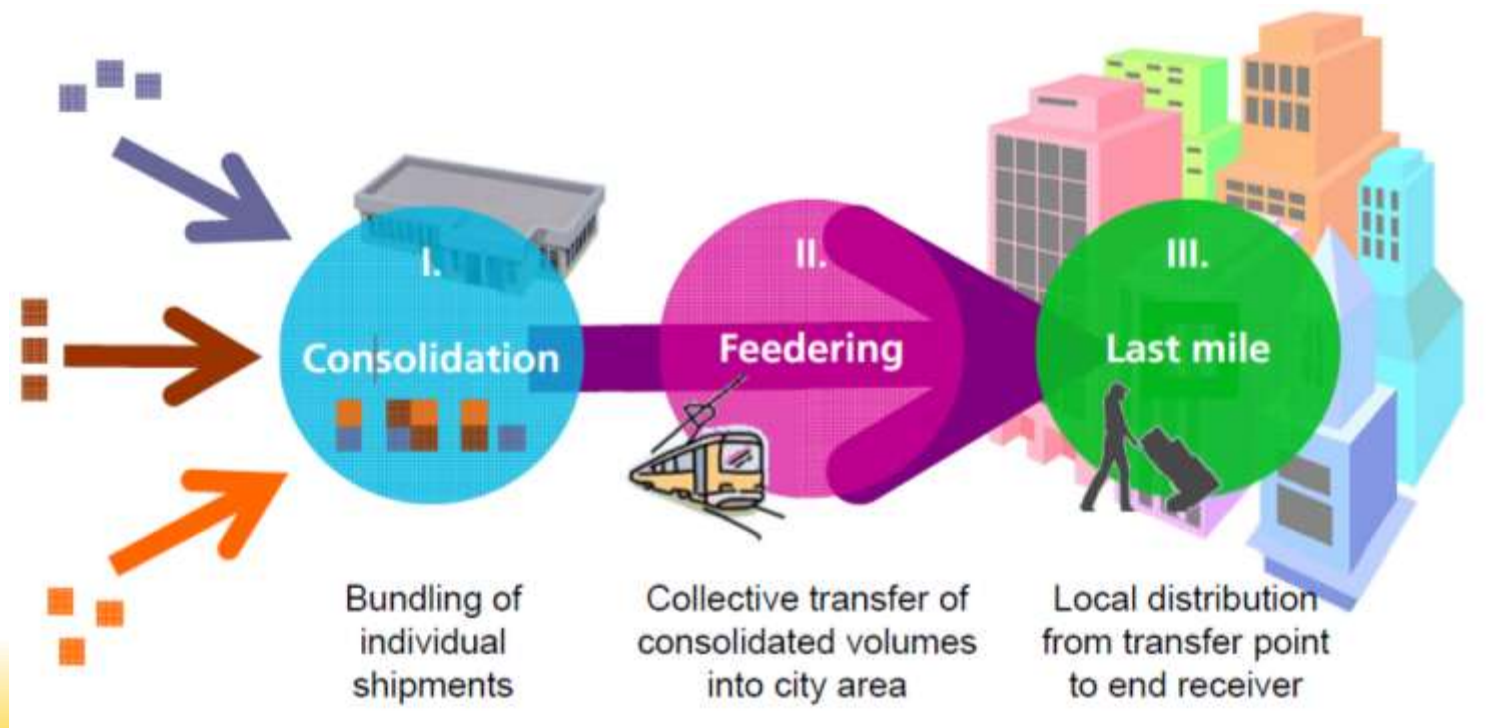 I.
Consolidation
II.
Feedering
III.
Last mile
Bundling of
individual
shipments
Collective transfer of
consolidated volumes
into city area
Local distribution
from transfer point
to end receiver